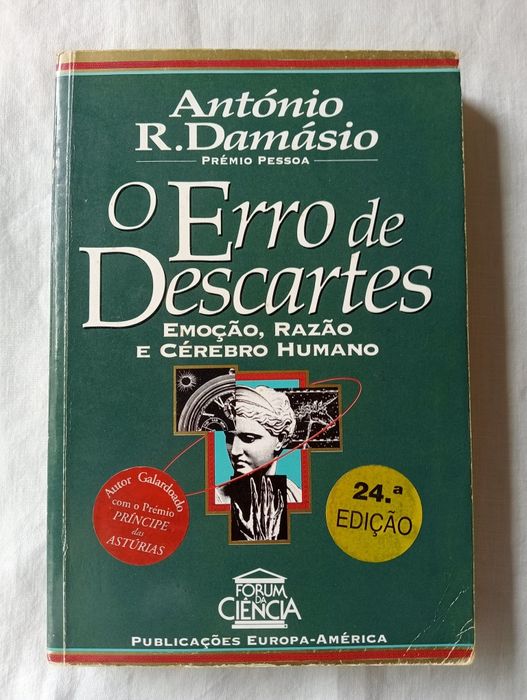 António
R. Damásio
PRÉMIO PESSOA
O Erro de
Descartes
EMOÇÃO, RAZÃO
E CÉREBRO HUMANO
Autor Galardoado
com o Prémio
PRÍNCIPE
das
ASTÚRIAS
24.ª
EDIÇÃO
FORUM
DA
CIÊNCIA
PUBLICAÇÕES EUROPA-AMÉRICA